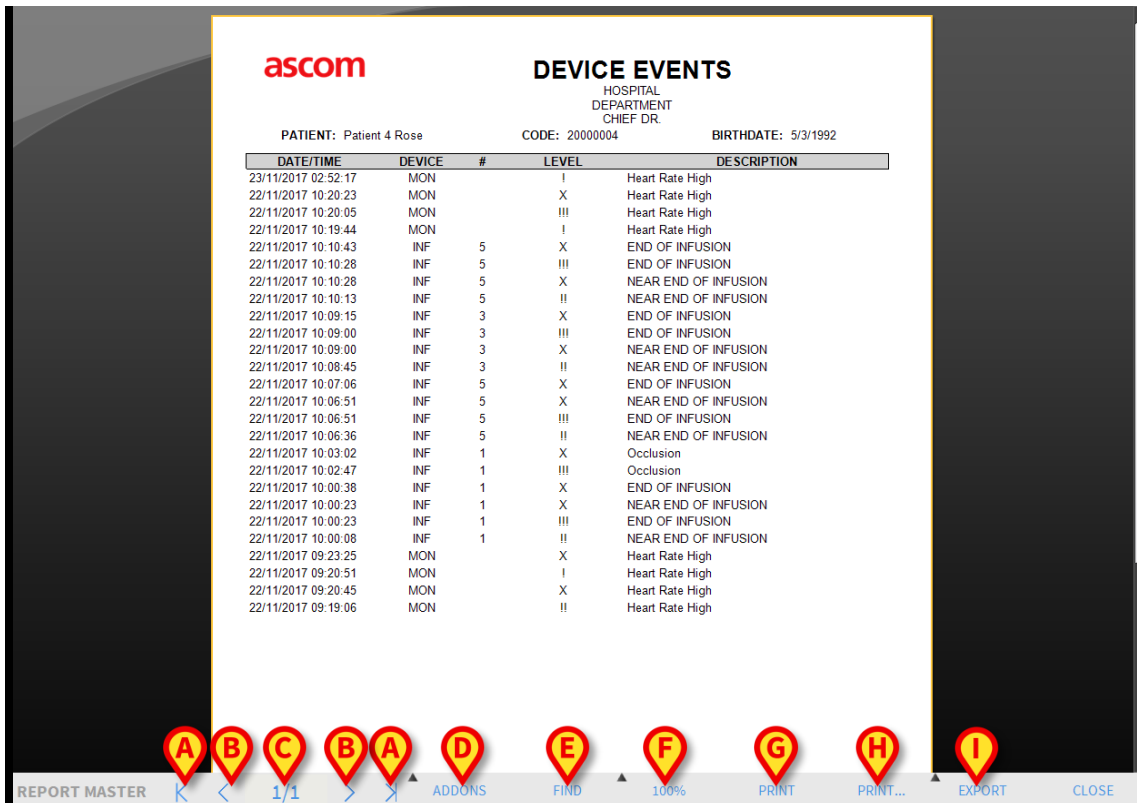 ascom
DEVICE EVENTS
HOSPITAL
DEPARTMENT
CHIEF DR.
PATIENT: Patient 4 Rose CODE: 20000004 BIRTHDATE: 5/3/1992
DATE/TIME DEVICE # LEVEL DESCRIPTION
23/11/2017 02:52:17 MON ! Heart Rate High
22/11/2017 10:20:23 MON X Heart Rate High
22/11/2017 10:20:05 MON !!! Heart Rate High
22/11/2017 10:19:44 MON ! Heart Rate High
22/11/2017 10:10:43 INF 5 X END OF INFUSION
22/11/2017 10:10:28 INF 5 !!! END OF INFUSION
22/11/2017 10:10:28 INF 5 X NEAR END OF INFUSION
22/11/2017 10:10:13 INF 5 !! NEAR END OF INFUSION
22/11/2017 10:09:15 INF 3 X END OF INFUSION
22/11/2017 10:09:00 INF 3 !!! END OF INFUSION
22/11/2017 10:09:00 INF 3 X NEAR END OF INFUSION
22/11/2017 10:08:45 INF 3 !! NEAR END OF INFUSION
22/11/2017 10:07:06 INF 5 X END OF INFUSION
22/11/2017 10:06:51 INF 5 X NEAR END OF INFUSION
22/11/2017 10:06:51 INF 5 !!! END OF INFUSION
22/11/2017 10:06:36 INF 5 !! NEAR END OF INFUSION
22/11/2017 10:03:02 INF 1 X Occlusion
22/11/2017 10:02:47 INF 1 !!! Occlusion
22/11/2017 10:00:38 INF 1 X END OF INFUSION
22/11/2017 10:00:23 INF 1 X NEAR END OF INFUSION
22/11/2017 10:00:23 INF 1 !!! END OF INFUSION
22/11/2017 10:00:08 INF 1 !! NEAR END OF INFUSION
22/11/2017 09:23:25 MON X Heart Rate High
22/11/2017 09:20:51 MON ! Heart Rate High
22/11/2017 09:20:45 MON X Heart Rate High
22/11/2017 09:19:06 MON !! Heart Rate High
A B C B A D E F G H I
REPORT MASTER 1/1 ADDONS FIND 100% PRINT PRINT... EXPORT CLOSE